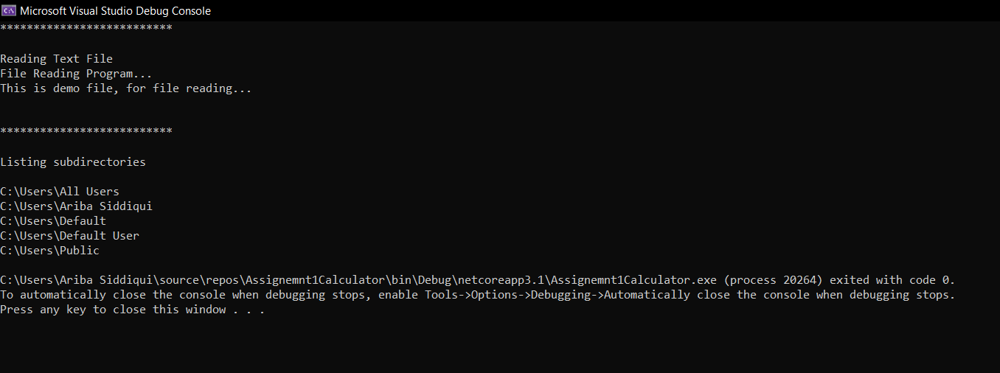 Microsoft Visual Studio Debug Console
**************************
Reading Text File
File Reading Program...
This is demo file, for file reading...
**************************
Listing subdirectories
C:\Users\All Users
C:\Users\Ariba Siddiqui
C:\Users\Default
C:\Users\Default User
C:\Users\Public
C:\Users\Ariba Siddiqui\source\repos\Assignemnt1Calculator\bin\Debug\netcoreapp3.1\Assignemnt1Calculator.exe (process 20264) exited with code 0.
To automatically close the console when debugging stops, enable Tools->Options->Debugging->Automatically close the console when debugging stops.
Press any key to close this window . . .